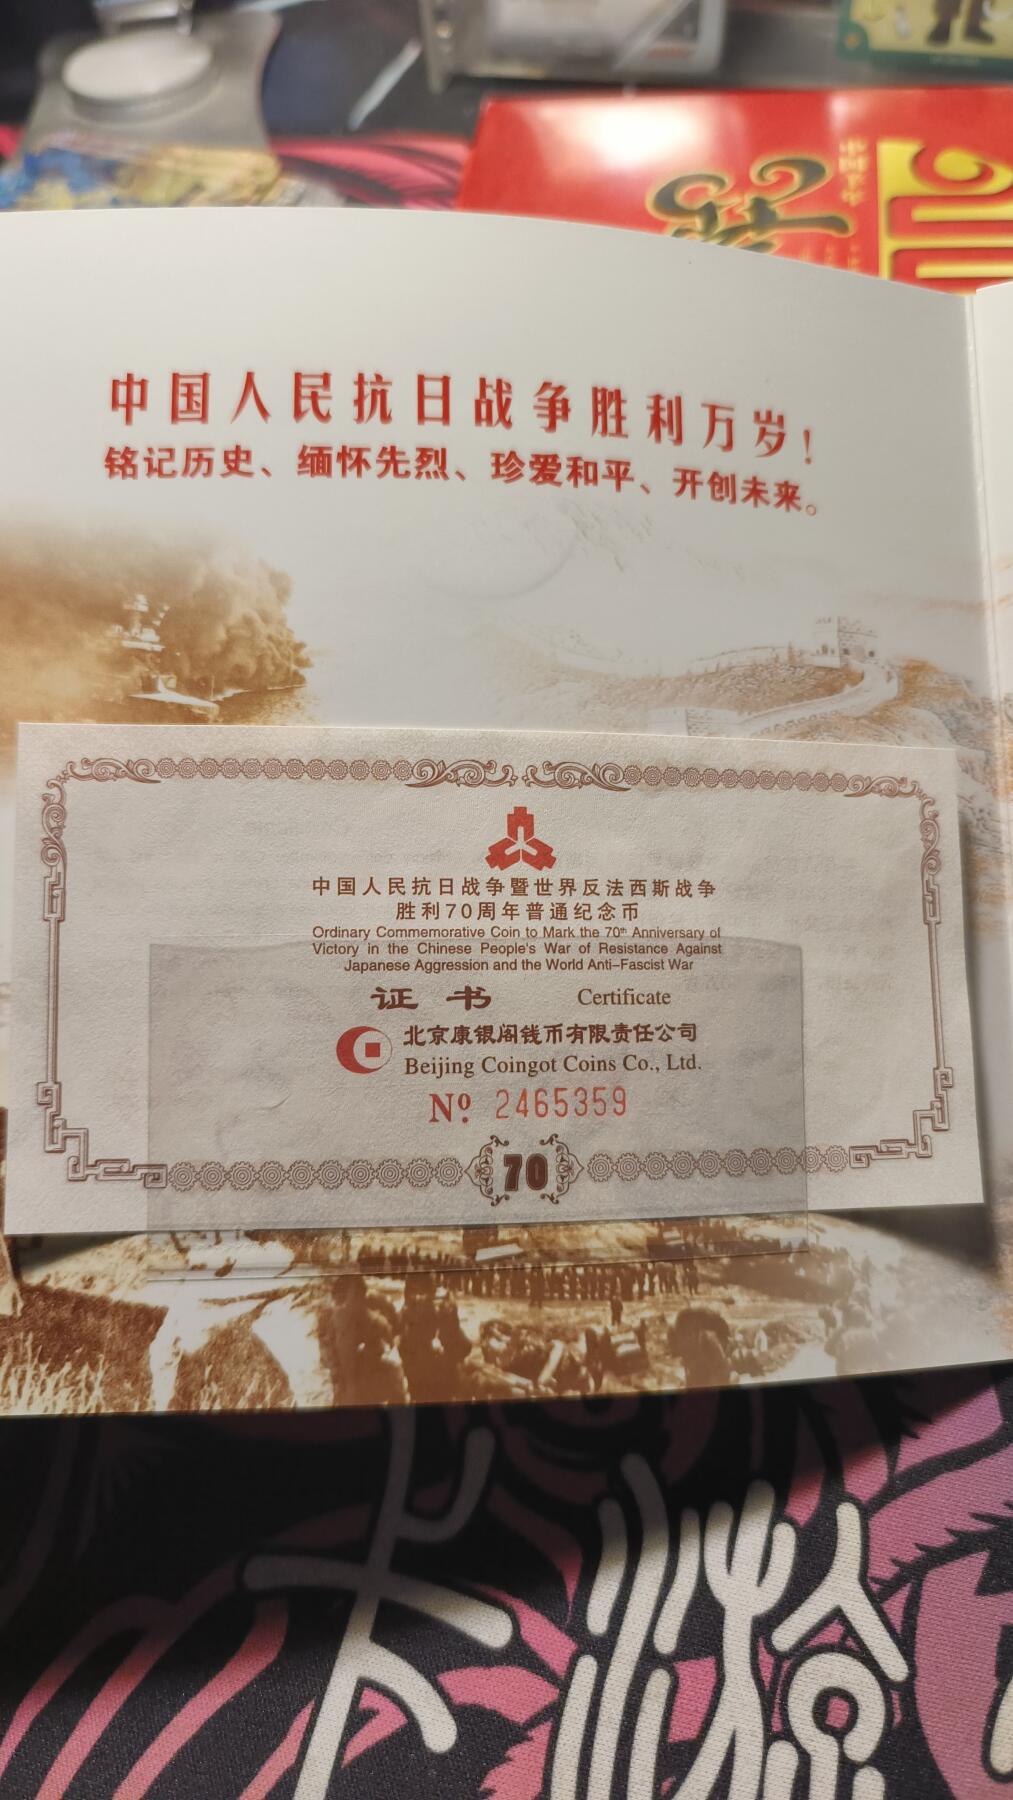 中国人民抗日战争胜利万岁！
铭记历史、缅怀先烈、珍爱和平、开创未来。
中国人民抗日战争暨世界反法西斯战争
胜利70周年普通纪念币
Ordinary Commemorative Coin to Mark the 70th Anniversary of
Victory in the Chinese People's War of Resistance Against
Japanese Aggression and the World Anti-Fascist War
证书 Certificate
北京康银阁钱币有限责任公司
Beijing Coingot Coins Co., Ltd.
Nº. 2465359
70